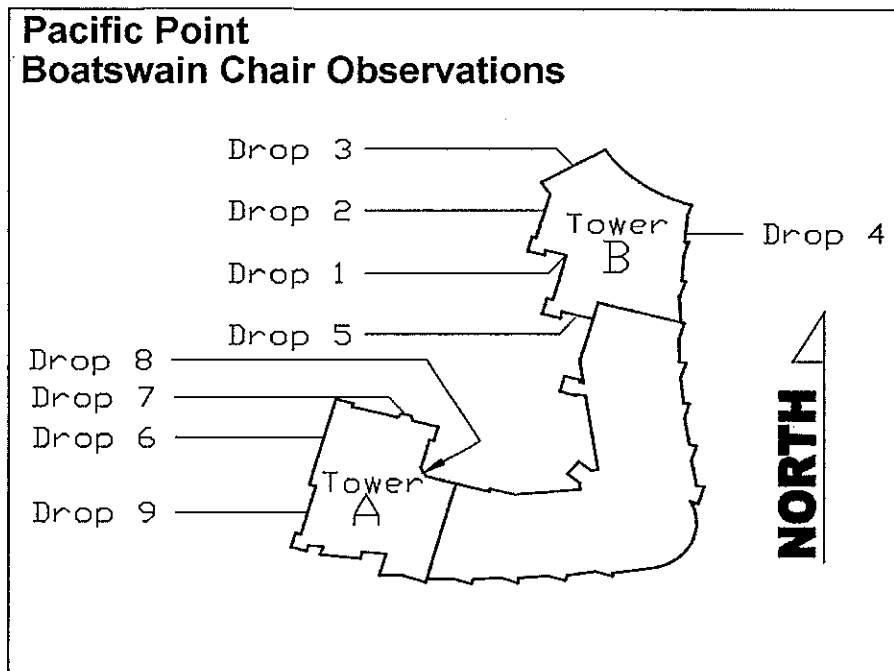 Pacific Point
Boatswain Chair Observations
Drop 3
Drop 2
Tower
B
Drop 4
Drop 1
Drop 5
Drop 8
Drop 7
Drop 6
Tower
A
Drop 9
NORTH